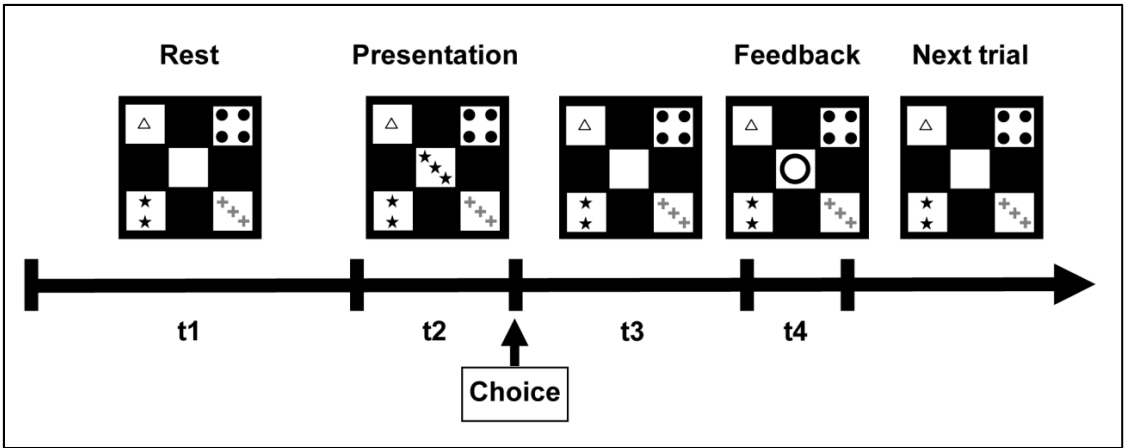 Rest
Presentation
Feedback
Next trial
t1
t2
t3
t4
Choice